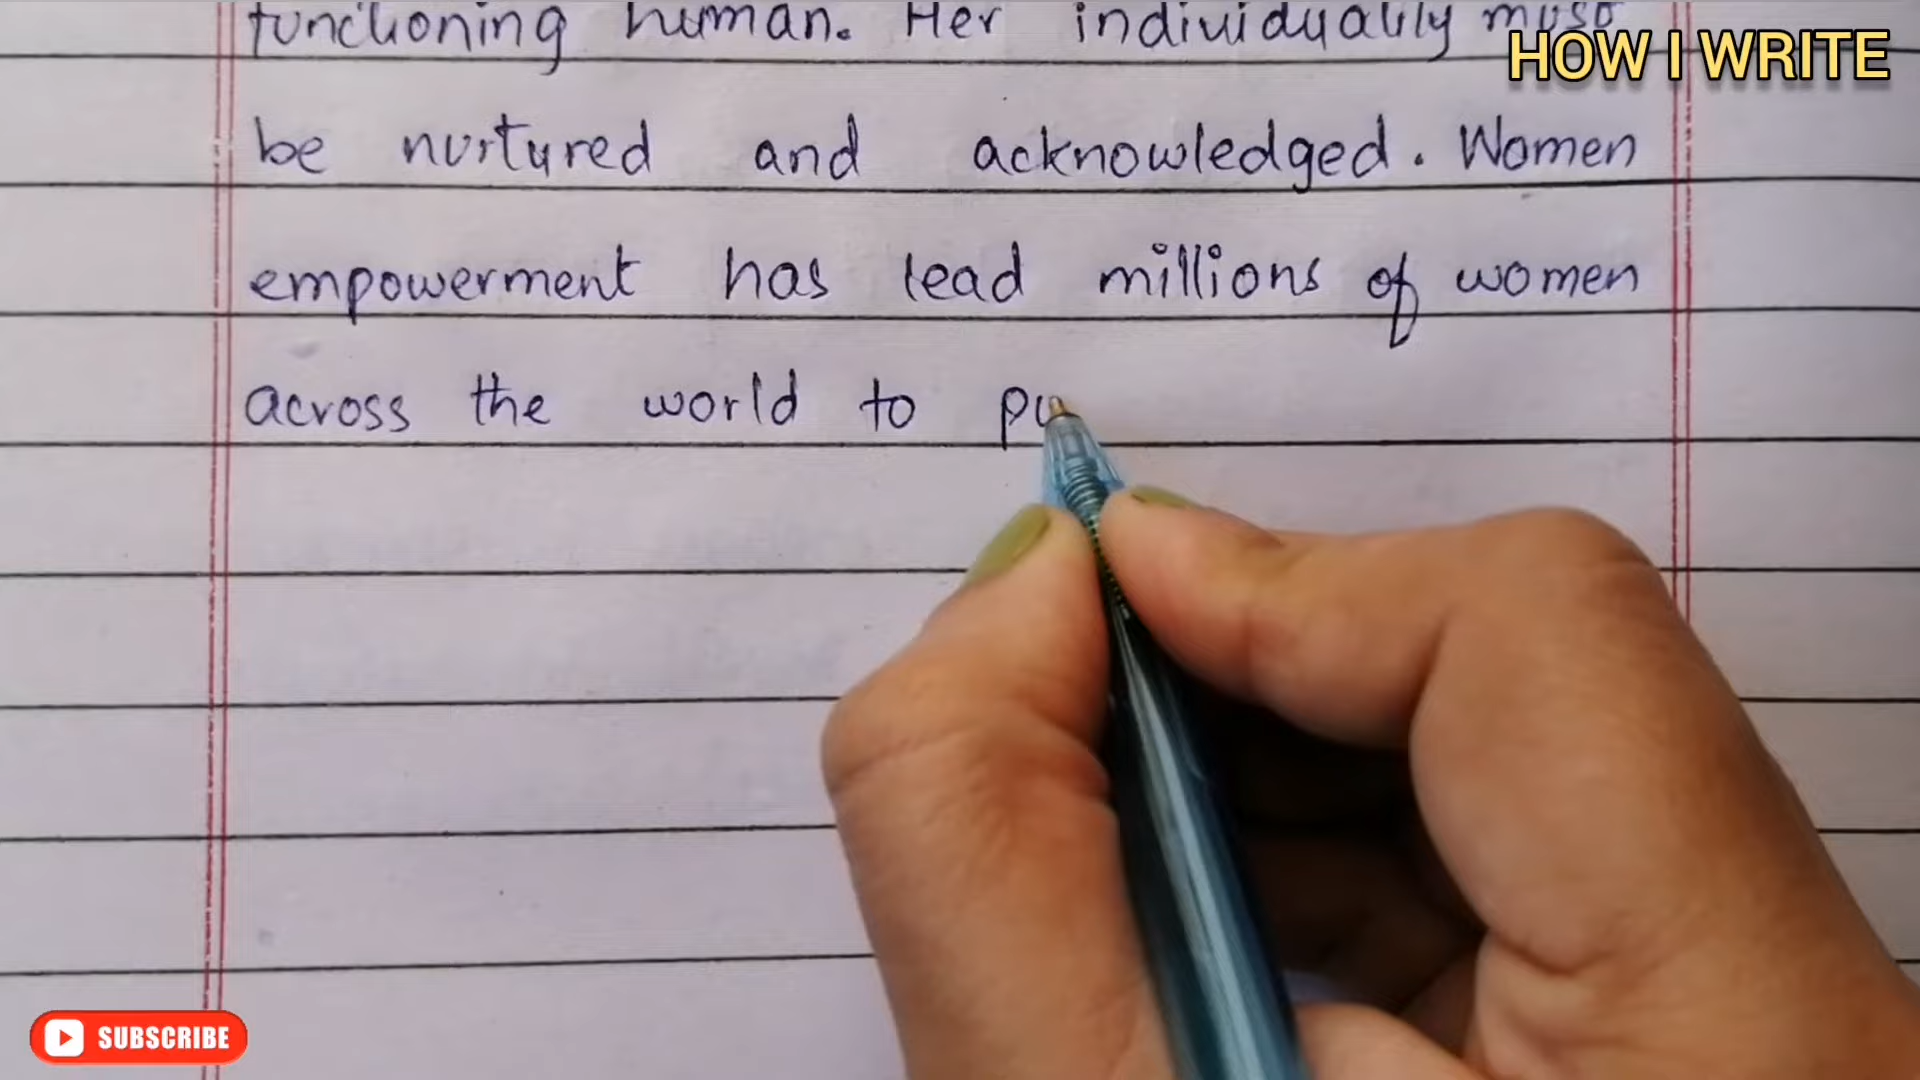 functioning human. Her individuality must
HOW I WRITE
be nurtured and acknowledged. Women
empowerment has lead millions of women
across the world to pu
SUBSCRIBE